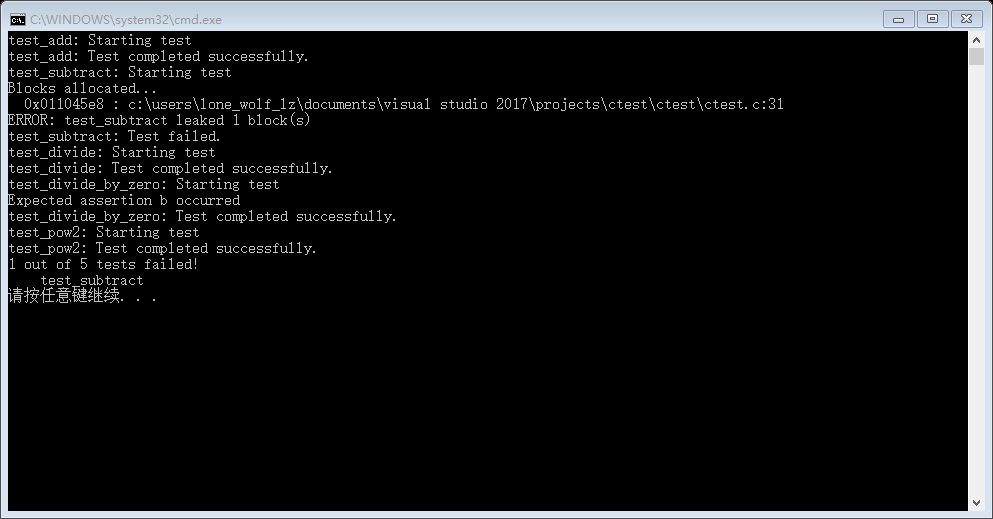 C:\WINDOWS\system32\cmd.exe
test_add: Starting test
test_add: Test completed successfully.
test_subtract: Starting test
Blocks allocated...
  0x011045e8 : c:\users\lone_wolf_lz\documents\visual studio 2017\projects\ctest\ctest\ctest.c:31
ERROR: test_subtract leaked 1 block(s)
test_subtract: Test failed.
test_divide: Starting test
test_divide: Test completed successfully.
test_divide_by_zero: Starting test
Expected assertion b occurred
test_divide_by_zero: Test completed successfully.
test_pow2: Starting test
test_pow2: Test completed successfully.
1 out of 5 tests failed!
    test_subtract
请按任意键继续. . .